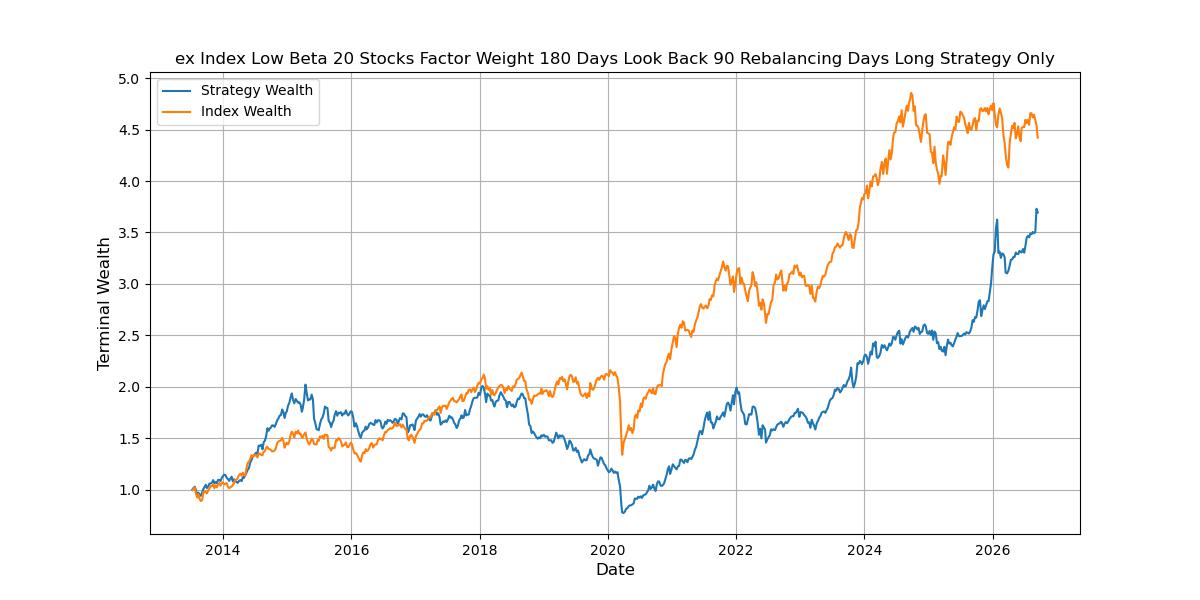 ex Index Low Beta 20 Stocks Factor Weight 180 Days Look Back 90 Rebalancing Days Long Strategy Only
Strategy Wealth
Index Wealth
Terminal Wealth
5.0
4.5
4.0
3.5
3.0
2.5
2.0
1.5
1.0
2014 2016 2018 2020 2022 2024 2026
Date